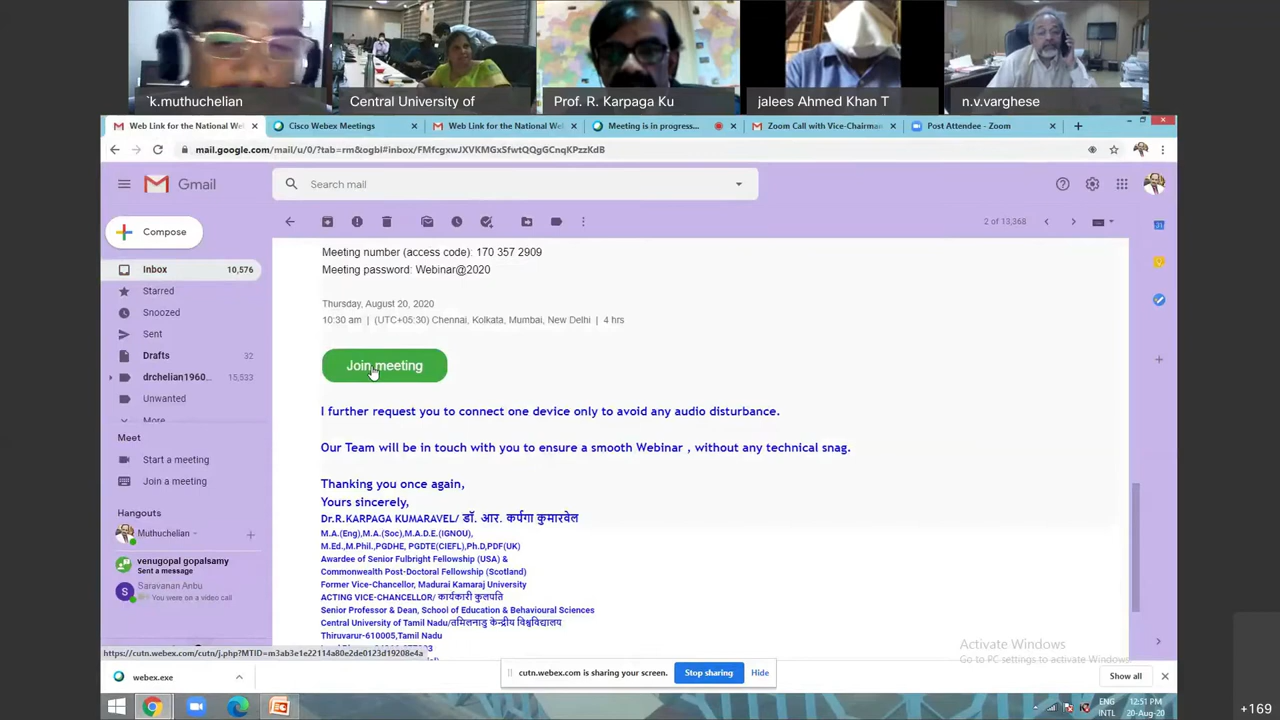 `k.muthuchelian
Central University of
Prof. R. Karpaga Ku
jalees Ahmed Khan T
n.v.varghese
Web Link for the National We
Cisco Webex Meetings
Web Link for the National We
Meeting is in progress...
Zoom Call with Vice-Chairman
Post Attendee - Zoom
mail.google.com/mail/u/0/?tab=rm&ogbl#inbox/FMfcgxwJXVKMGxSfwtQQgGCnqKPzzKdB
Gmail
Search mail
Compose
2 of 13,368
Meeting number (access code): 170 357 2909
Inbox 10,576
Meeting password: Webinar@2020
Starred
Thursday, August 20, 2020
Snoozed
10:30 am | (UTC+05:30) Chennai, Kolkata, Mumbai, New Delhi | 4 hrs
Sent
Drafts 32
Join meeting
drchelian1960... 15,533
Unwanted
More
I further request you to connect one device only to avoid any audio disturbance.
Meet
Our Team will be in touch with you to ensure a smooth Webinar , without any technical snag.
Start a meeting
Join a meeting
Thanking you once again,
Yours sincerely,
Hangouts
Dr.R.KARPAGA KUMARAVEL/ डॉ. आर. कर्पगा कुमारवेल
Muthuchelian
M.A.(Eng),M.A.(Soc),M.A.D.E.(IGNOU),
M.Ed.,M.Phil.,PGDHE, PGDTE(CIEFL),Ph.D,PDF(UK)
venugopal gopalsamy
Sent a message
Awardee of Senior Fulbright Fellowship (USA) &
Commonwealth Post-Doctoral Fellowship (Scotland)
Saravanan Anbu
You were on a video call
Former Vice-Chancellor, Madurai Kamaraj University
ACTING VICE-CHANCELLOR/ कार्यकारी कुलपति
Senior Professor & Dean, School of Education & Behavioural Sciences
Central University of Tamil Nadu/तमिलनाडु केन्द्रीय विश्वविद्यालय
Thiruvarur-610005,Tamil Nadu
Activate Windows
Go to PC settings to activate Windows.
https://cutn.webex.com/cutn/j.php?MTID=m3ab3e1e22114a80e2de0123d19208e4a
webex.exe
cutn.webex.com is sharing your screen.
Stop sharing
Hide
Show all
ENG
INTL
12:51 PM
20-Aug-20
+169